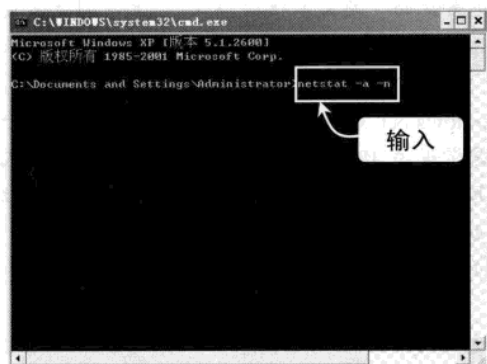 C:\WINDOWS\system32\cmd.exe
Microsoft Windows XP [版本 5.1.2600]
(C) 版权所有 1985-2001 Microsoft Corp.
C:\Documents and Settings\Administrator>netstat -a -n
输入